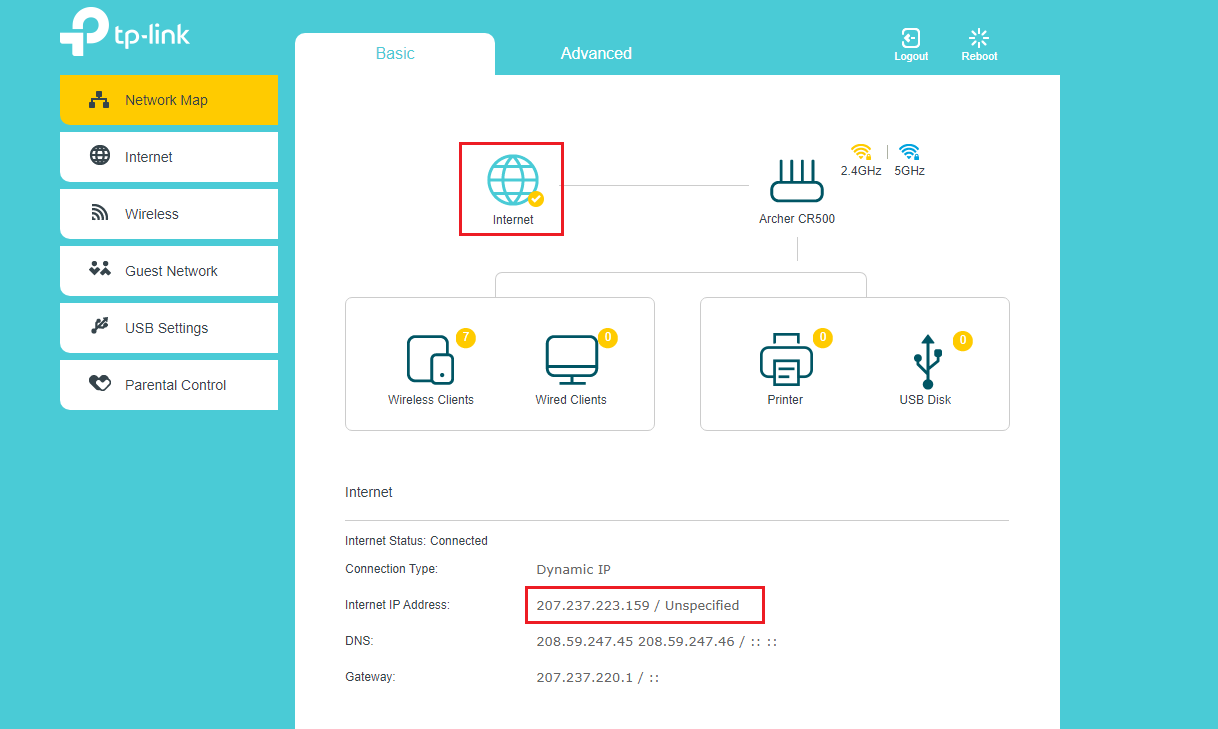 tp-link
Basic
Advanced
Logout
Reboot
Network Map
Internet
Wireless
Guest Network
USB Settings
Parental Control
Internet
Archer CR500
2.4GHz
5GHz
7
Wireless Clients
0
Wired Clients
0
Printer
0
USB Disk
Internet
Internet Status: Connected
Connection Type: Dynamic IP
Internet IP Address: 207.237.223.159 / Unspecified
DNS: 208.59.247.45 208.59.247.46 / :: ::
Gateway: 207.237.220.1 / ::